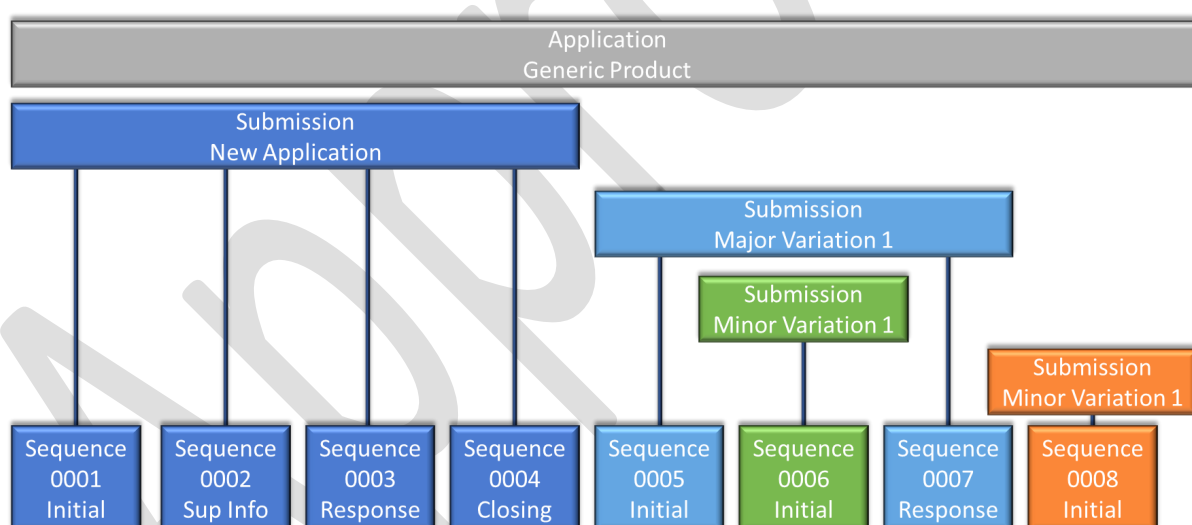 Application
Generic Product
Submission
New Application
Submission
Major Variation 1
Submission
Minor Variation 1
Submission
Minor Variation 1
Sequence
0001
Initial
Sequence
0002
Sup Info
Sequence
0003
Response
Sequence
0004
Closing
Sequence
0005
Initial
Sequence
0006
Initial
Sequence
0007
Response
Sequence
0008
Initial